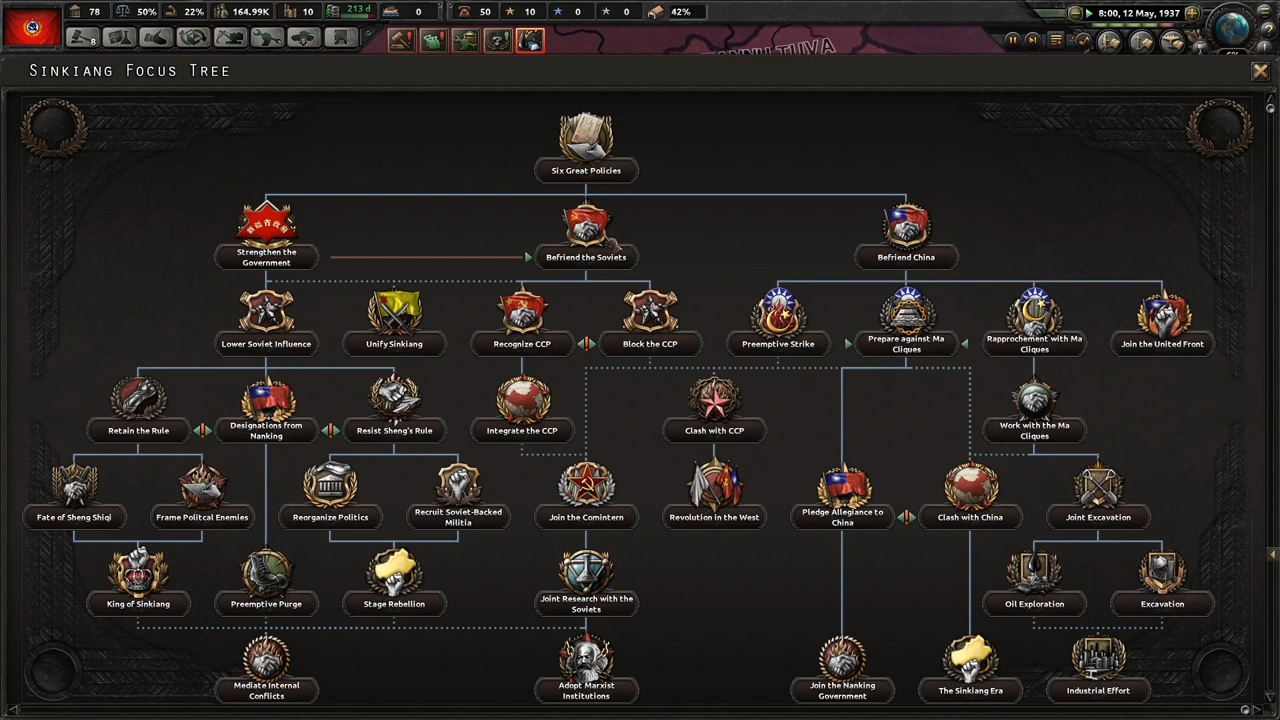 78 50% 22% 164.99K 10 213 d 0 50 10 0 0 42% 8:00, 12 May, 1937
8
TANNU TUVA
Sinkiang Focus Tree
Six Great Policies
Strengthen the
Government
Befriend the Soviets
Befriend China
Lower Soviet Influence
Unify Sinkiang
Recognize CCP
Block the CCP
Preemptive Strike
Prepare against Ma
Cliques
Rapprochement with Ma
Cliques
Join the United Front
Retain the Rule
Designations from
Nanking
Resist Sheng's Rule
Integrate the CCP
Clash with CCP
Work with the Ma
Cliques
Fate of Sheng Shiqi
Frame Politcal Enemies
Reorganize Politics
Recruit Soviet-Backed
Militia
Join the Comintern
Revolution in the West
Pledge Allegiance to
China
Clash with China
Joint Excavation
King of Sinkiang
Preemptive Purge
Stage Rebellion
Joint Research with the
Soviets
Oil Exploration
Excavation
Mediate Internal
Conflicts
Adopt Marxist
Institutions
Join the Nanking
Government
The Sinkiang Era
Industrial Effort